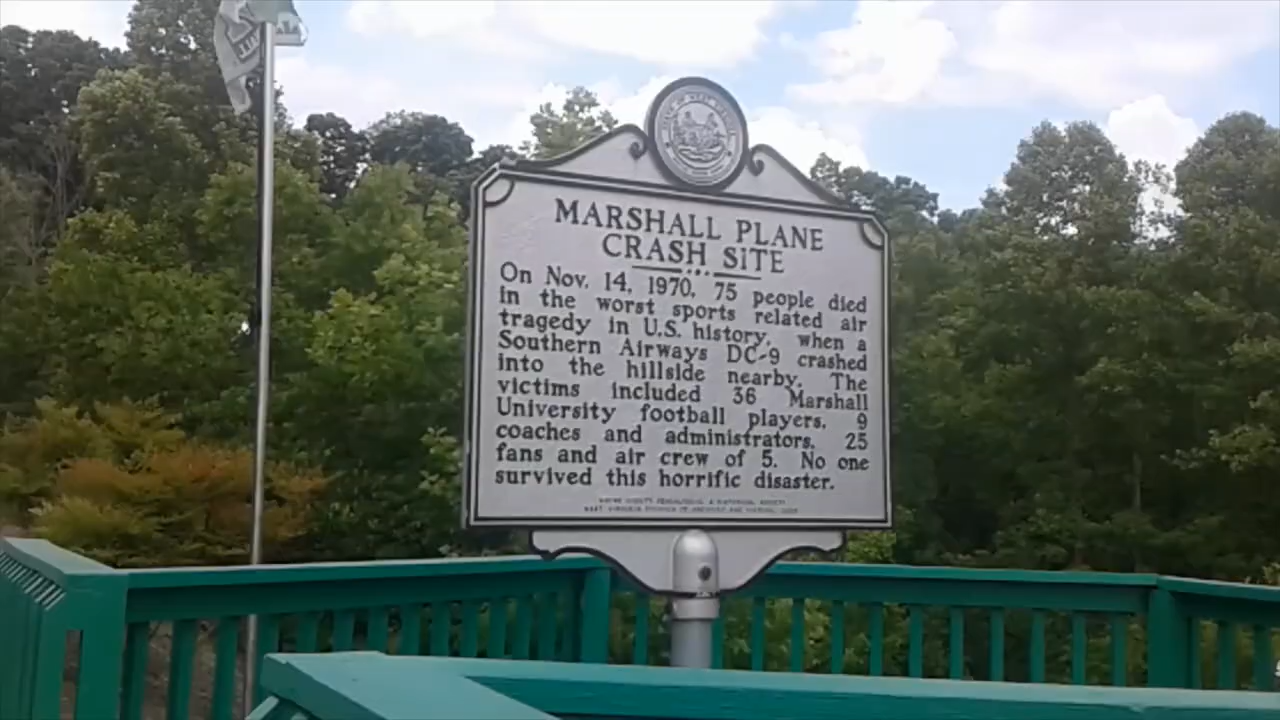 MARSHALL PLANE
CRASH SITE
On Nov. 14, 1970, 75 people died
in the worst sports related air
tragedy in U.S. history, when a
Southern Airways DC-9 crashed
into the hillside nearby. The
victims included 36 Marshall
University football players, 9
coaches and administrators, 25
fans and air crew of 5. No one
survived this horrific disaster.